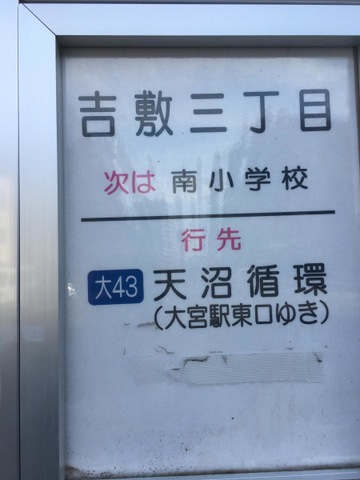 吉敷三丁目
次は 南小学校
行先
大43 天沼循環
(大宮駅東口ゆき)